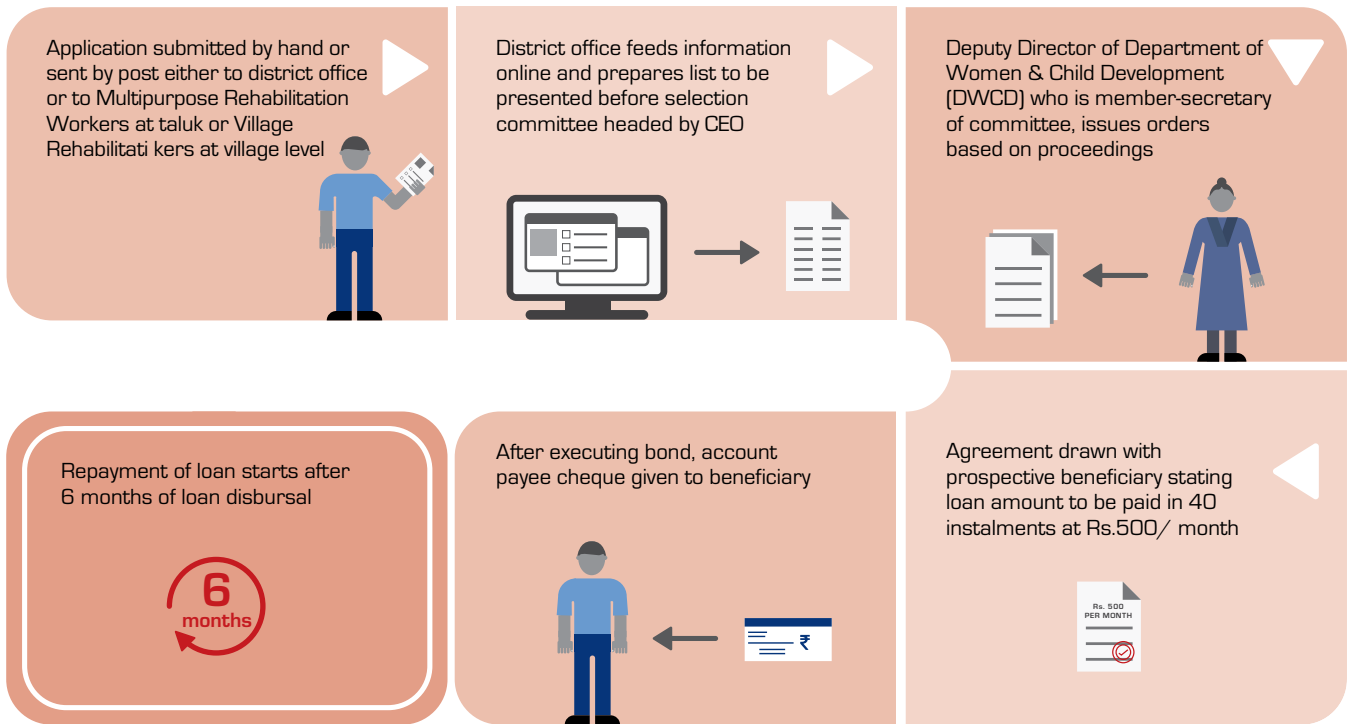 Application submitted by hand or
sent by post either to district office
or to Multipurpose Rehabilitation
Workers at taluk or Village
Rehabilitati kers at village level
District office feeds information
online and prepares list to be
presented before selection
committee headed by CEO
Deputy Director of Department of
Women & Child Development
(DWCD) who is member-secretary
of committee, issues orders
based on proceedings
Agreement drawn with
prospective beneficiary stating
loan amount to be paid in 40
instalments at Rs.500/ month
Rs. 500
PER MONTH
After executing bond, account
payee cheque given to beneficiary
₹
Repayment of loan starts after
6 months of loan disbursal
6
months